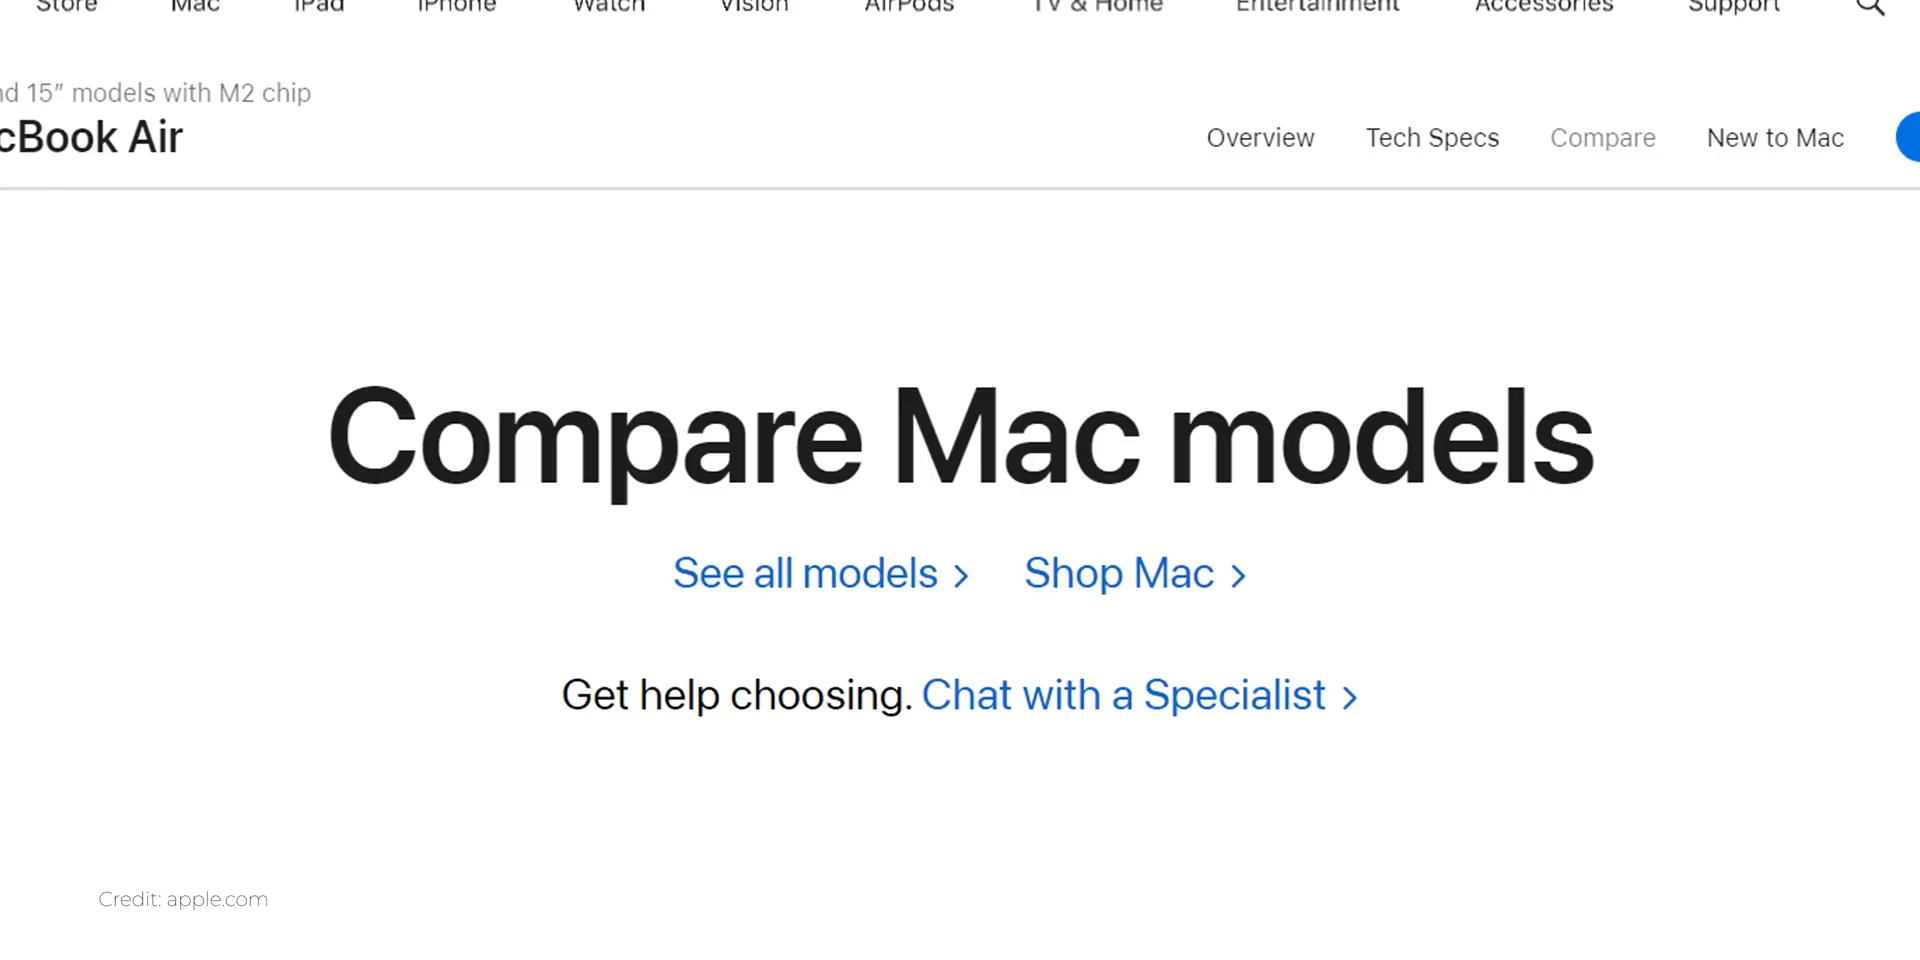 Store Mac iPad iPhone Watch Vision AirPods TV & Home Entertainment Accessories Support
nd 15″ models with M2 chip
cBook Air
Overview Tech Specs Compare New to Mac
Compare Mac models
See all models > Shop Mac >
Get help choosing. Chat with a Specialist >
Credit: apple.com